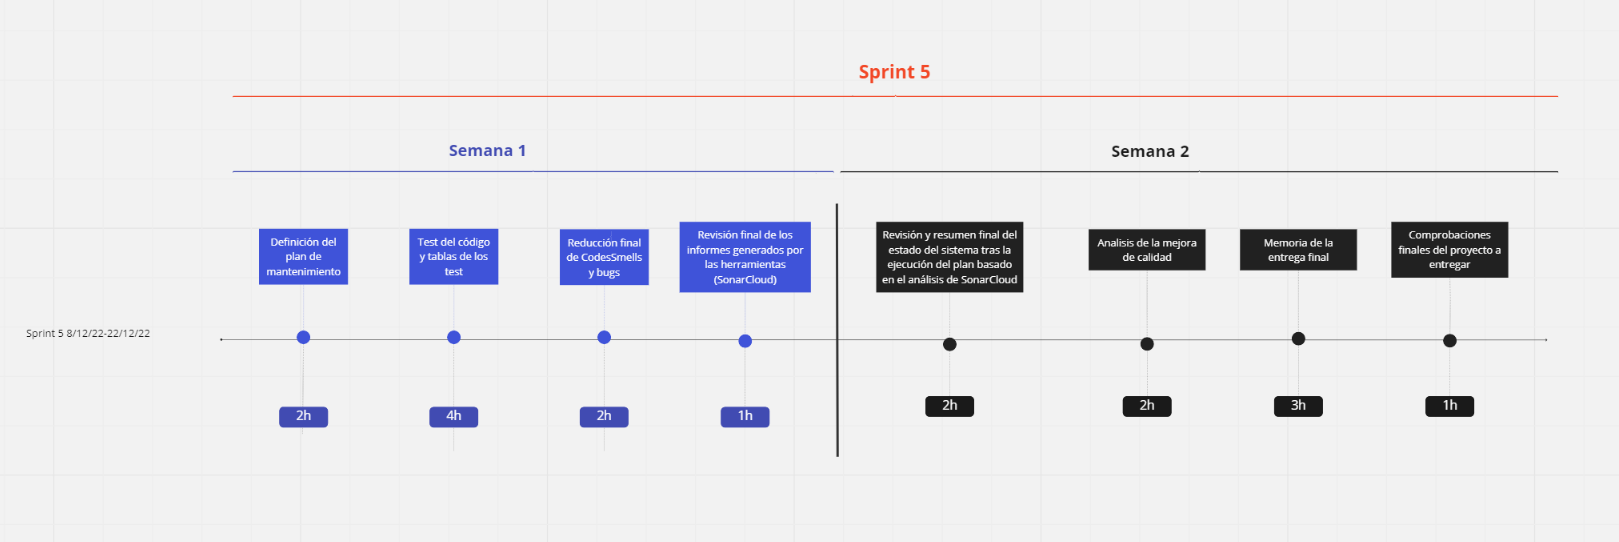 Sprint 5
Semana 1
Semana 2
Definición del
plan de
mantenimiento
Test del código
y tablas de los
test
Reducción final
de CodesSmells
y bugs
Revisión final de los
informes generados por
las herramientas
(SonarCloud)
Revisión y resumen final del
estado del sistema tras la
ejecución del plan basado
en el análisis de SonarCloud
Analisis de la mejora
de calidad
Memoria de la
entrega final
Comprobaciones
finales del proyecto a
entregar
Sprint 5 8/12/22-22/12/22
2h
4h
2h
1h
2h
2h
3h
1h